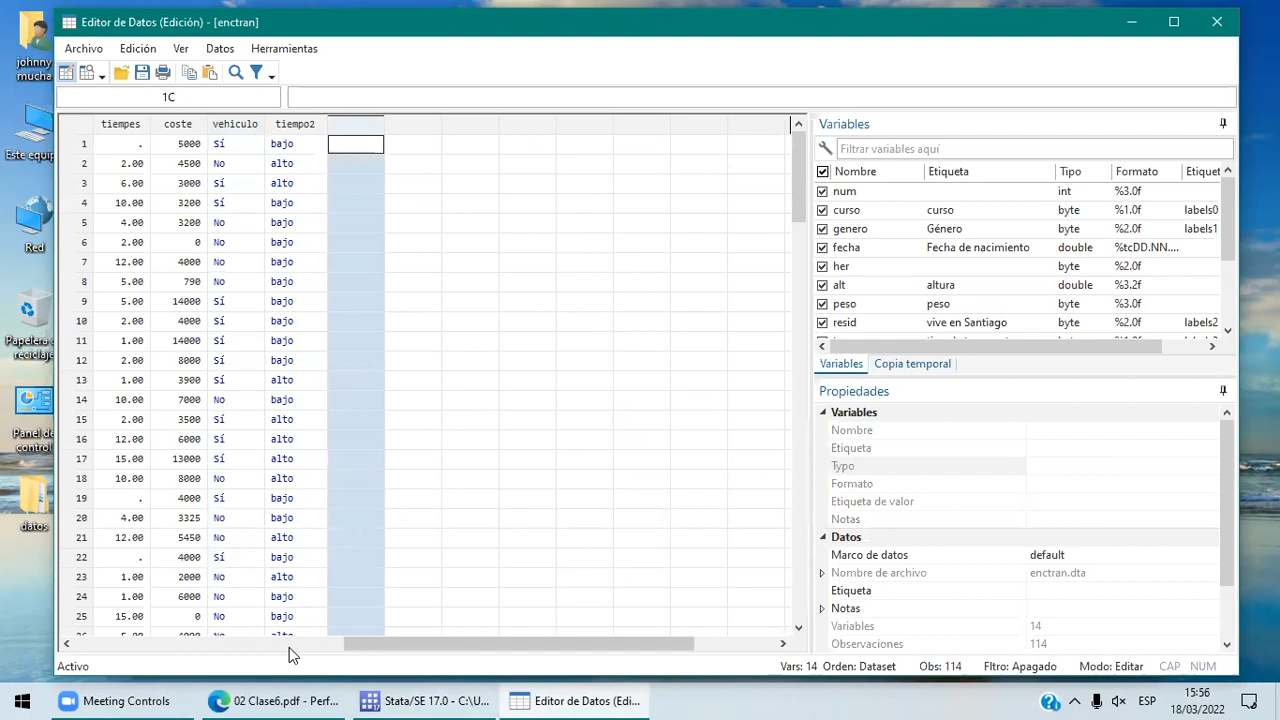 Editor de Datos (Edición) - [enctran]
Archivo Edición Ver Datos Herramientas
1C
tiempes coste vehiculo tiempo2
1 . 5000 Sí bajo
2 2.00 4500 No alto
3 6.00 3000 Sí alto
4 10.00 3200 Sí bajo
5 4.00 3200 No bajo
6 2.00 0 No bajo
7 12.00 4000 No bajo
8 5.00 790 No bajo
9 5.00 14000 Sí bajo
10 2.00 4000 Sí bajo
11 1.00 14000 Sí bajo
12 2.00 8000 Sí bajo
13 1.00 3900 Sí alto
14 10.00 7000 No bajo
15 2.00 3500 Sí alto
16 12.00 6000 Sí alto
17 15.00 13000 Sí alto
18 10.00 8000 No alto
19 . 4000 Sí bajo
20 4.00 3325 No bajo
21 12.00 5450 No bajo
22 . 4000 Sí bajo
23 1.00 2000 No alto
24 1.00 6000 No bajo
25 15.00 0 No bajo
Variables
Filtrar variables aquí
Nombre Etiqueta Tipo Formato Etiquet
num int %3.0f
curso curso byte %1.0f labels0
genero Género byte %2.0f labels1
fecha Fecha de nacimiento double %tcDD.NN....
her byte %2.0f
alt altura double %3.2f
peso peso byte %3.0f
resid vive en Santiago byte %2.0f labels2
Variables Copia temporal
Propiedades
Variables
Nombre
Etiqueta
Typo
Formato
Etiqueta de valor
Notas
Datos
Marco de datos default
Nombre de archivo enctran.dta
Etiqueta
Notas
Variables 14
Observaciones 114
Activo Vars: 14 Orden: Dataset Obs: 114 Fltro: Apagado Modo: Editar CAP NUM
johnny
mucha
Este equip
Red
Papelera
reciclaje
Panel de
control
datos
Meeting Controls 02 Clase6.pdf - Perf... Stata/SE 17.0 - C:\U... Editor de Datos (Edi... ESP 15:56
18/03/2022